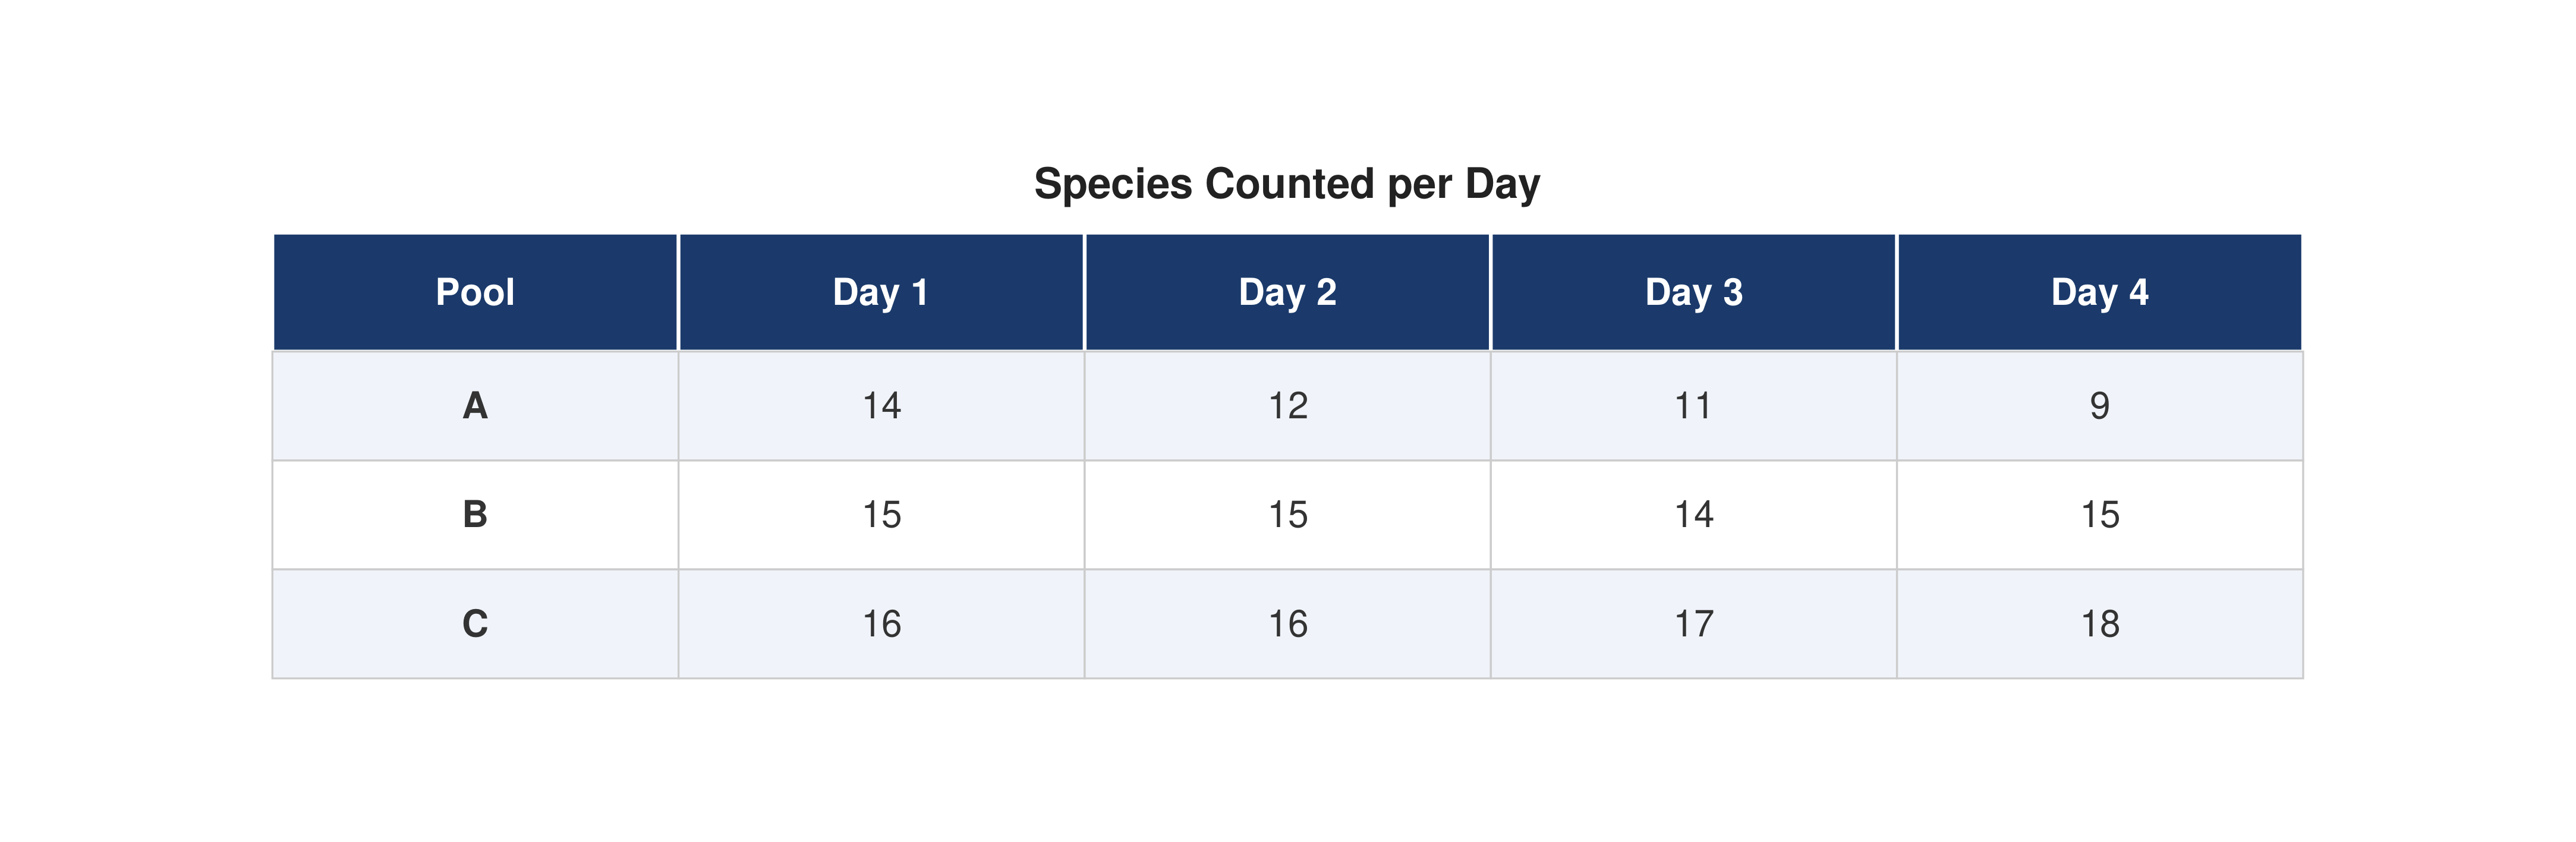 Species Counted per Day
Pool Day 1 Day 2 Day 3 Day 4
A 14 12 11 9
B 15 15 14 15
C 16 16 17 18